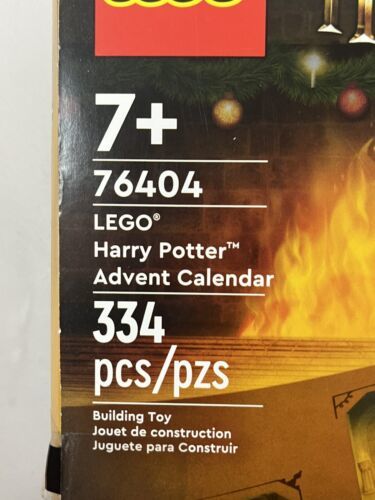 7+
76404
LEGO®
Harry Potter™
Advent Calendar
334
pcs/pzs
Building Toy
Jouet de construction
Juguete para Construir